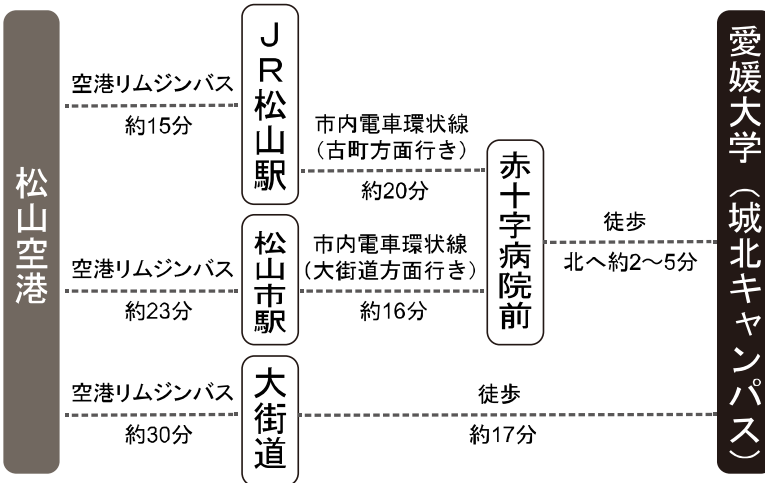 松山空港
空港リムジンバス
約15分
JR松山駅
市内電車環状線
(古町方面行き)
約20分
空港リムジンバス
約23分
松山市駅
市内電車環状線
(大街道方面行き)
約16分
赤十字病院前
徒歩
北へ約2～5分
空港リムジンバス
約30分
大街道
徒歩
約17分
愛媛大学(城北キャンパス)